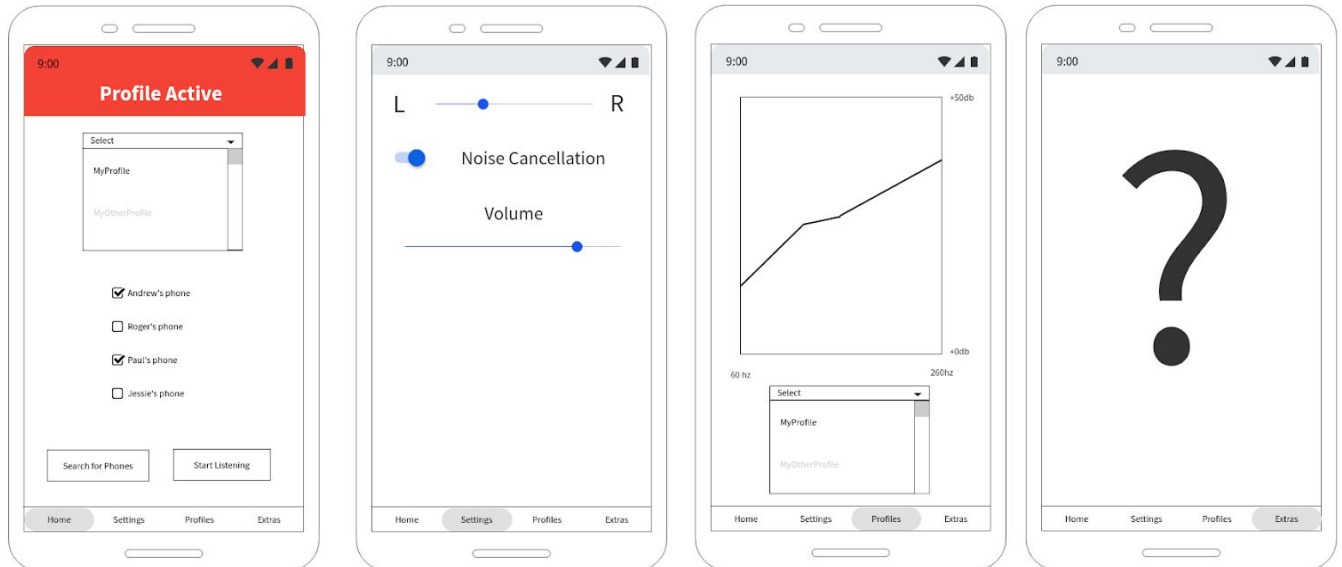 9:00
Profile Active
Select
MyProfile
MyOtherProfile
Andrew's phone
Roger's phone
Paul's phone
Jessie's phone
Search for Phones
Start Listening
Home Settings Profiles Extras
9:00
L R
Noise Cancellation
Volume
Home Settings Profiles Extras
9:00
+50db
+0db
60 hz 260hz
Select
MyProfile
MyOtherProfile
Home Settings Profiles Extras
9:00
?
Home Settings Profiles Extras